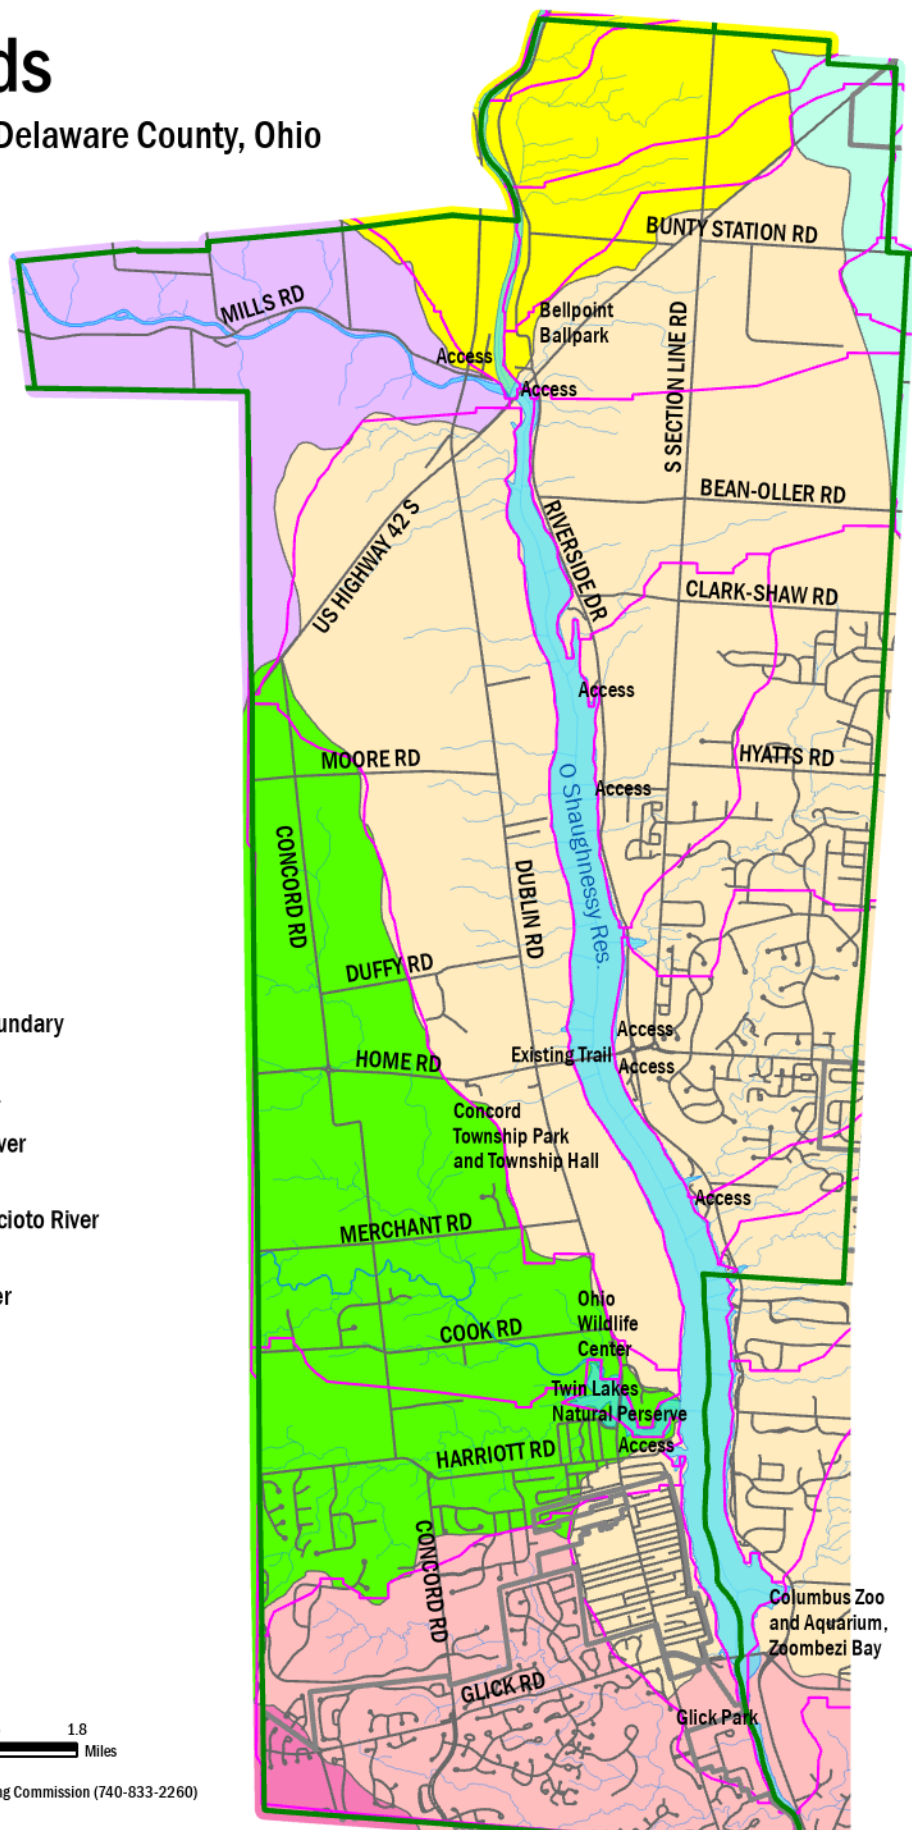 ds
Delaware County, Ohio
BUNTY STATION RD
MILLS RD
Bellpoint
Ballpark
Access
Access
S SECTION LINE RD
BEAN-OLLER RD
US HIGHWAY 42 S
RIVERSIDE DR
CLARK-SHAW RD
Access
MOORE RD
HYATTS RD
Access
O Shaughnessy Res.
CONCORD RD
DUBLIN RD
DUFFY RD
undary
Access
Existing Trail
HOME RD
Access
Concord
Township Park
and Township Hall
ver
Access
cioto River
MERCHANT RD
er
Ohio
Wildlife
Center
COOK RD
Twin Lakes
Natural Perserve
Access
HARRIOTT RD
CONCORD RD
Columbus Zoo
and Aquarium,
Zoombezi Bay
GLICK RD
Glick Park
1.8
Miles
ng Commission (740-833-2260)